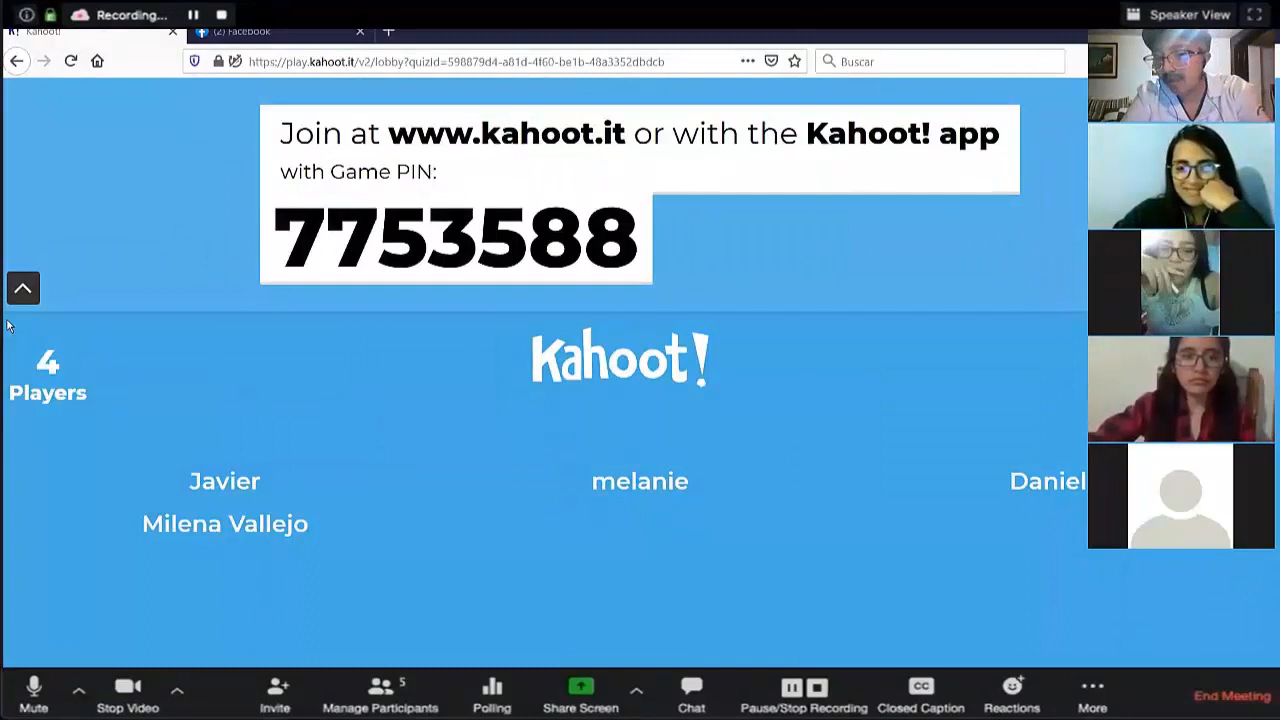 Recording...
Speaker View
Kahoot!
(2) Facebook
https://play.kahoot.it/v2/lobby?quizId=598879d4-a81d-4f60-be1b-48a3352dbdcb
Buscar
Join at www.kahoot.it or with the Kahoot! app
with Game PIN:
7753588
4
Players
Kahoot!
Javier
melanie
Daniel
Milena Vallejo
Mute
Stop Video
Invite
5
Manage Participants
Polling
Share Screen
Chat
Pause/Stop Recording
CC
Closed Caption
Reactions
More
End Meeting